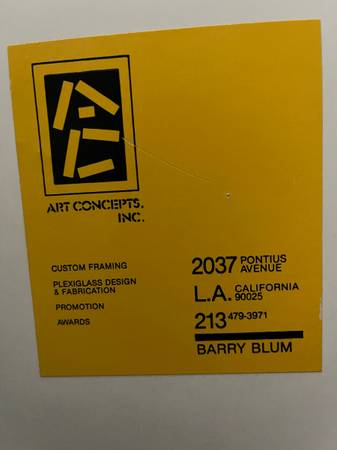 ART CONCEPTS,
INC.
CUSTOM FRAMING
PLEXIGLASS DESIGN
& FABRICATION
PROMOTION
AWARDS
2037 PONTIUS
AVENUE
L.A. CALIFORNIA
90025
213 479-3971
BARRY BLUM